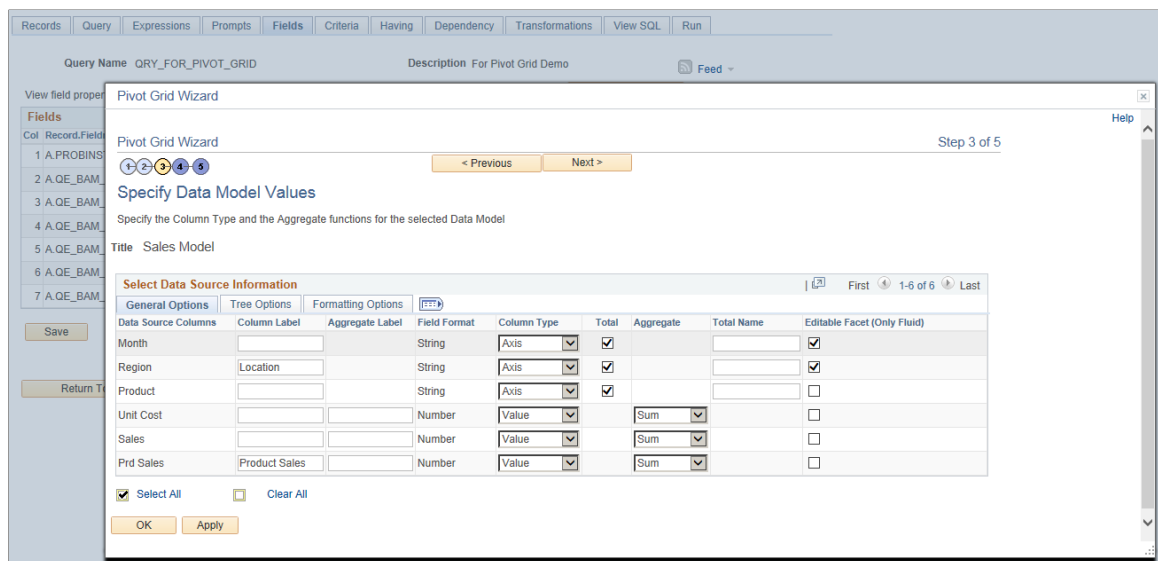 Records Query Expressions Prompts Fields Criteria Having Dependency Transformations View SQL Run
Query Name QRY_FOR_PIVOT_GRID Description For Pivot Grid Demo Feed
View field proper
Fields
Col Record.Field
1 A.PROBINS
2 A.QE_BAM_
3 A.QE_BAM_
4 A.QE_BAM_
5 A.QE_BAM_
6 A.QE_BAM_
7 A.QE_BAM_
Save
Return T
Pivot Grid Wizard
Help
Pivot Grid Wizard Step 3 of 5
1 2 3 4 5 < Previous Next >
Specify Data Model Values
Specify the Column Type and the Aggregate functions for the selected Data Model
Title Sales Model
Select Data Source Information First 1-6 of 6 Last
General Options Tree Options Formatting Options
Data Source Columns Column Label Aggregate Label Field Format Column Type Total Aggregate Total Name Editable Facet (Only Fluid)
Month String Axis
Region Location String Axis
Product String Axis
Unit Cost Number Value Sum
Sales Number Value Sum
Prd Sales Product Sales Number Value Sum
Select All Clear All
OK Apply